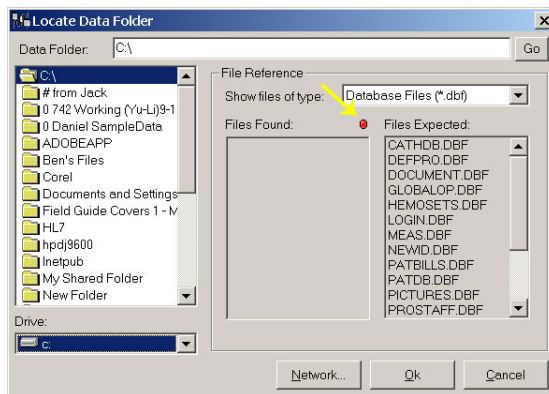 Locate Data Folder
Data Folder: C:\ Go
C:\
# from Jack
0 742 Working (Yu-Li)9-1
0 Daniel SampleData
ADOBEAPP
Ben's Files
Corel
Documents and Settings
Field Guide Covers 1 - M
HL7
hpdj9600
Inetpub
My Shared Folder
New Folder
Drive:
c:
File Reference
Show files of type: Database Files (*.dbf)
Files Found:
Files Expected:
CATHDB.DBF
DEFPRO.DBF
DOCUMENT.DBF
GLOBALOP.DBF
HEMOSETS.DBF
LOGIN.DBF
MEAS.DBF
NEWID.DBF
PATBILLS.DBF
PATDB.DBF
PICTURES.DBF
PROSTAFF.DBF
Network... Ok Cancel